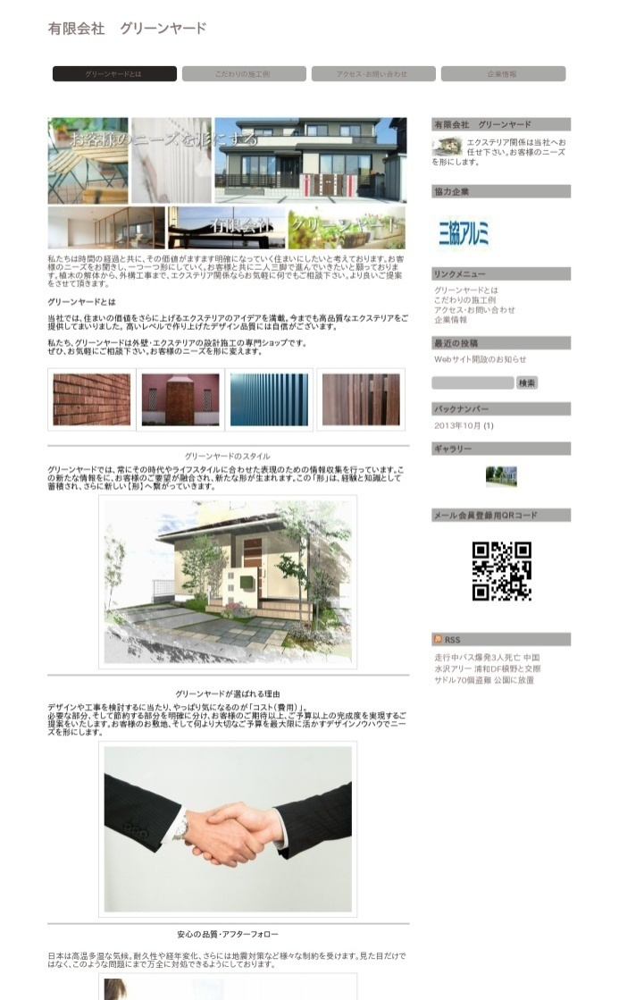 有限会社　グリーンヤード
グリーンヤードとは
こだわりの施工例
アクセス・お問い合わせ
企業情報
お客様のニーズを形にする
有限会社　グリーンヤード
私たちは時間の経過と共に、その価値がますます明確になっていく住まいにしたいと考えております。お客
様のニーズをお聞きし、一つ一つ形にしていく。お客様と共に二人三脚で進んでいきたいと願っておりま
す。植木の解体から、外構工事まで、エクステリア関係ならお気軽に何でもご相談下さい。より良いご提案
をさせて頂きます。
グリーンヤードとは
当社では、住まいの価値をさらに上げるエクステリアのアイデアを満載。今までも高品質なエクステリアをご
提供してまいりました。 高いレベルで作り上げたデザイン品質には自信がございます。
私たち、グリーンヤードは外壁・エクステリアの設計施工の専門ショップです。
ぜひ、お気軽にご相談下さい。お客様のニーズを形に変えます。
グリーンヤードのスタイル
グリーンヤードでは、常にその時代やライフスタイルに合わせた表現のための情報収集を行っています。こ
の新たな情報をに、お客様のご要望が融合され、新たな形が生まれます。この「形」は、経験と知識として
蓄積され、さらに新しい【形】へ繋がっていきます。
グリーンヤードが選ばれる理由
デザインや工事を検討するに当たり、やっぱり気になるのが「コスト（費用）」。
必要な部分、そして節約する部分を明確に分け、お客様のご期待以上、ご予算以上の完成度を実現するご
提案をいたします。お客様のお敷地、そして何より大切なご予算を最大限に活かすデザインノウハウでニー
ズを形にします。
安心の品質・アフターフォロー
日本は高温多湿な気候。耐久性や経年変化、さらには地震対策など様々な制約を受けます。見た目だけで
はなく、このような問題にまで万全に対処できるようにしております。
有限会社　グリーンヤード
エクステリア関係は当社へお
任せ下さい。お客様のニーズ
を形にします。
協力企業
三協アルミ
リンクメニュー
グリーンヤードとは
こだわりの施工例
アクセス・お問い合わせ
企業情報
最近の投稿
Webサイト開設のお知らせ
検索
バックナンバー
2013年10月 (1)
ギャラリー
メール会員登録用QRコード
RSS
走行中バス爆発3人死亡 中国
水沢アリー 浦和DF槙野と交際
サドル70個盗難 公園に放置